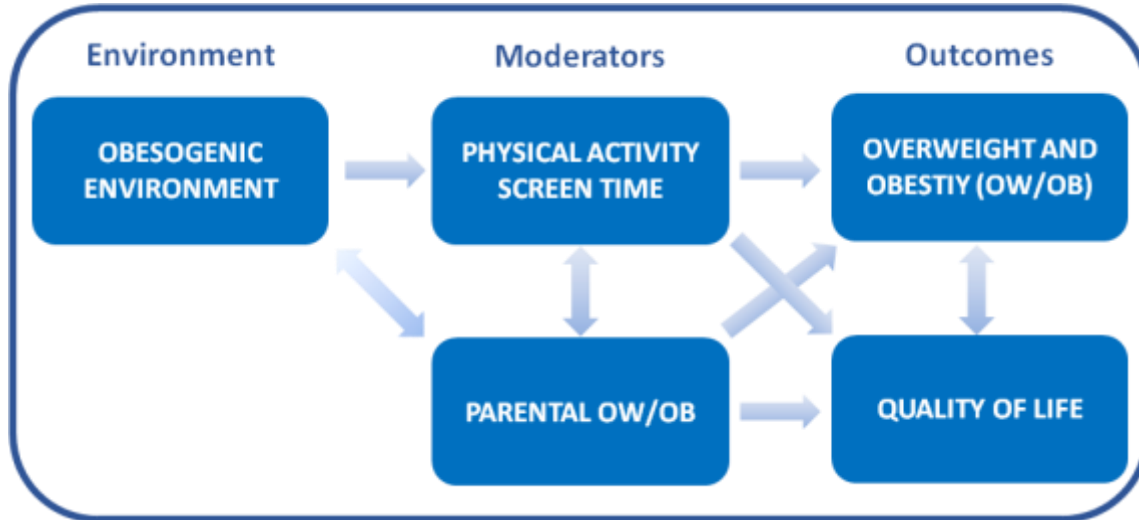 Environment
Moderators
Outcomes
OBESOGENIC
ENVIRONMENT
PHYSICAL ACTIVITY
SCREEN TIME
OVERWEIGHT AND
OBESTIY (OW/OB)
PARENTAL OW/OB
QUALITY OF LIFE